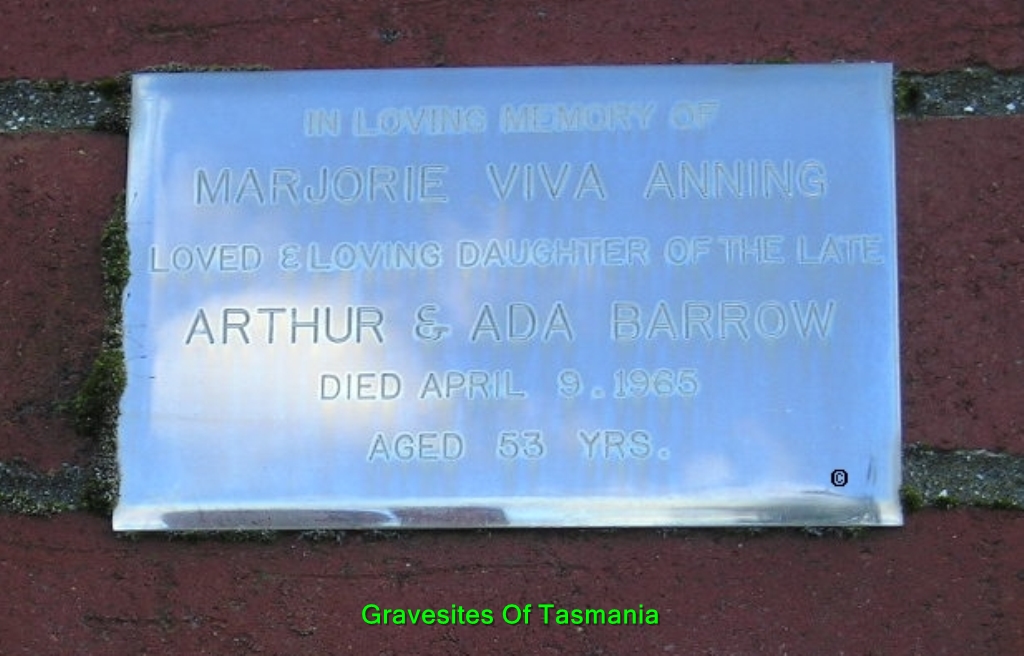 IN LOVING MEMORY OF
MARJORIE VIVA ANNING
LOVED & LOVING DAUGHTER OF THE LATE
ARTHUR & ADA BARROW
DIED APRIL 9. 1965
AGED 53 YRS.
©
Gravesites Of Tasmania